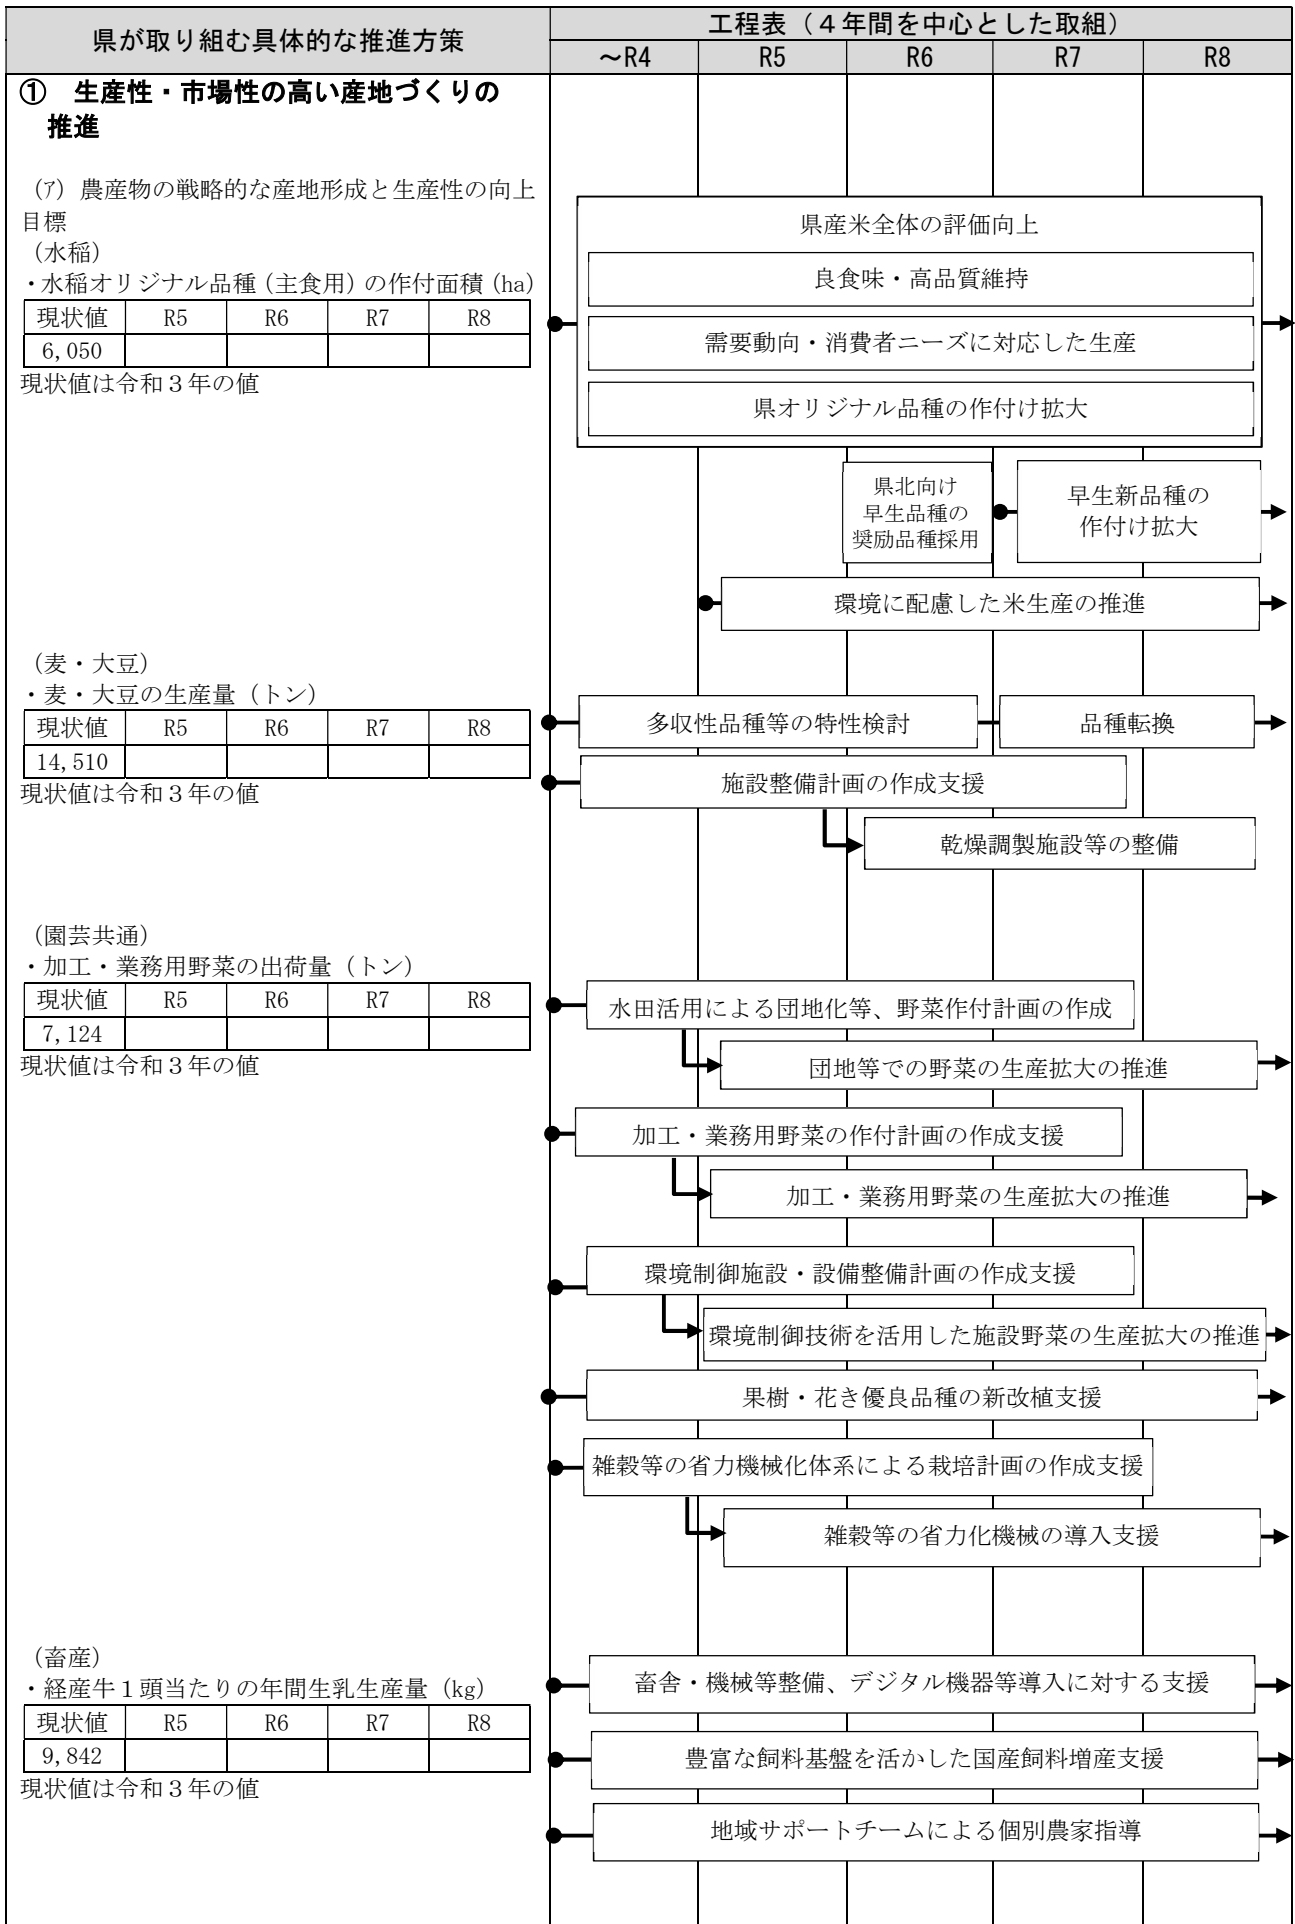 県が取り組む具体的な推進方策
工程表（４年間を中心とした取組）
～R4 R5 R6 R7 R8
① 生産性・市場性の高い産地づくりの
推進
(ｱ) 農産物の戦略的な産地形成と生産性の向上
目標
（水稲）
・水稲オリジナル品種（主食用）の作付面積（ha）
現状値 R5 R6 R7 R8
6,050
現状値は令和３年の値
県産米全体の評価向上
良食味・高品質維持
需要動向・消費者ニーズに対応した生産
県オリジナル品種の作付け拡大
県北向け
早生品種の
奨励品種採用
早生新品種の
作付け拡大
環境に配慮した米生産の推進
（麦・大豆）
・麦・大豆の生産量（トン）
現状値 R5 R6 R7 R8
14,510
現状値は令和３年の値
多収性品種等の特性検討
品種転換
施設整備計画の作成支援
乾燥調製施設等の整備
（園芸共通）
・加工・業務用野菜の出荷量（トン）
現状値 R5 R6 R7 R8
7,124
現状値は令和３年の値
水田活用による団地化等、野菜作付計画の作成
団地等での野菜の生産拡大の推進
加工・業務用野菜の作付計画の作成支援
加工・業務用野菜の生産拡大の推進
環境制御施設・設備整備計画の作成支援
環境制御技術を活用した施設野菜の生産拡大の推進
果樹・花き優良品種の新改植支援
雑穀等の省力機械化体系による栽培計画の作成支援
雑穀等の省力化機械の導入支援
（畜産）
・経産牛１頭当たりの年間生乳生産量（kg）
現状値 R5 R6 R7 R8
9,842
現状値は令和３年の値
畜舎・機械等整備、デジタル機器等導入に対する支援
豊富な飼料基盤を活かした国産飼料増産支援
地域サポートチームによる個別農家指導